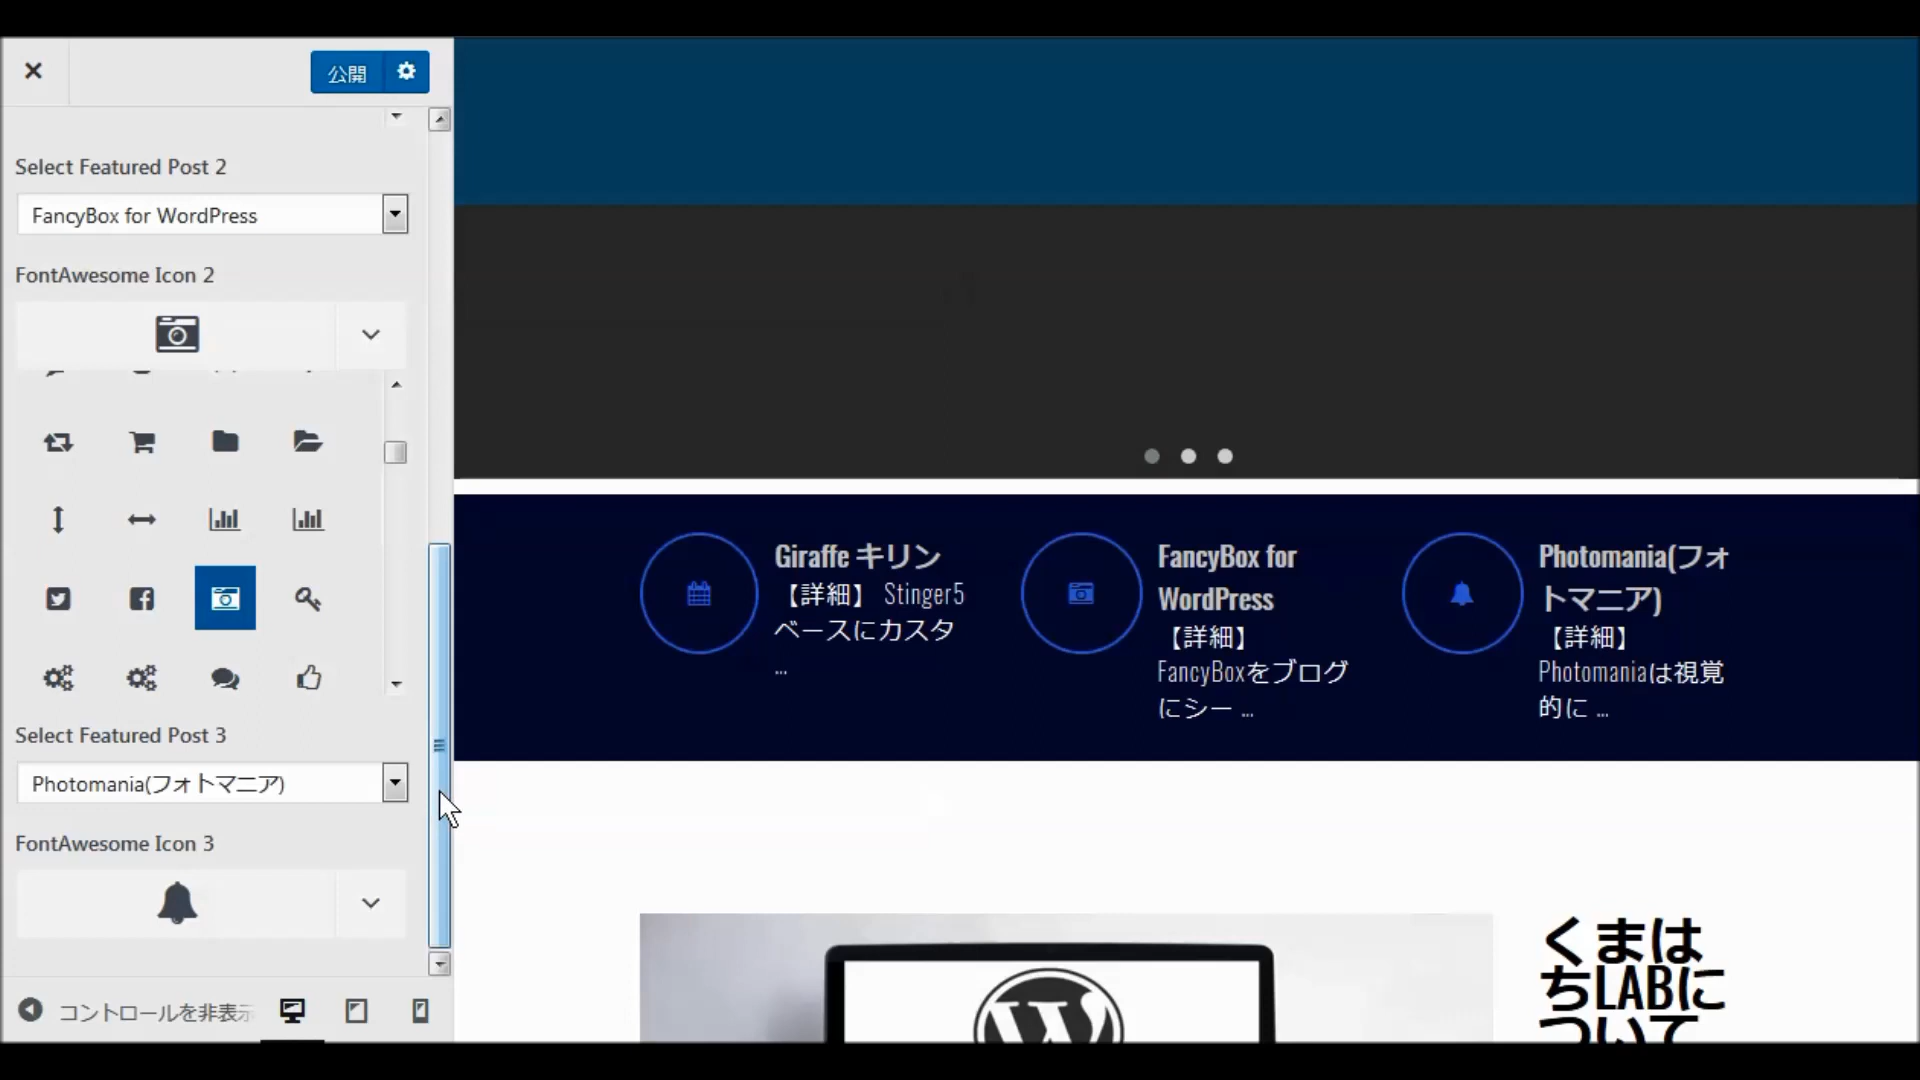 公開
Select Featured Post 2
FancyBox for WordPress
FontAwesome Icon 2
Select Featured Post 3
Photomania(フォトマニア)
FontAwesome Icon 3
コントロールを非表示
Giraffe キリン
【詳細】 Stinger5
ベースにカスタ
...
FancyBox for
WordPress
【詳細】
FancyBoxをブログ
にシー ...
Photomania(フォ
トマニア)
【詳細】
Photomaniaは視覚
的に ...
くまは
ちLABに
ついて